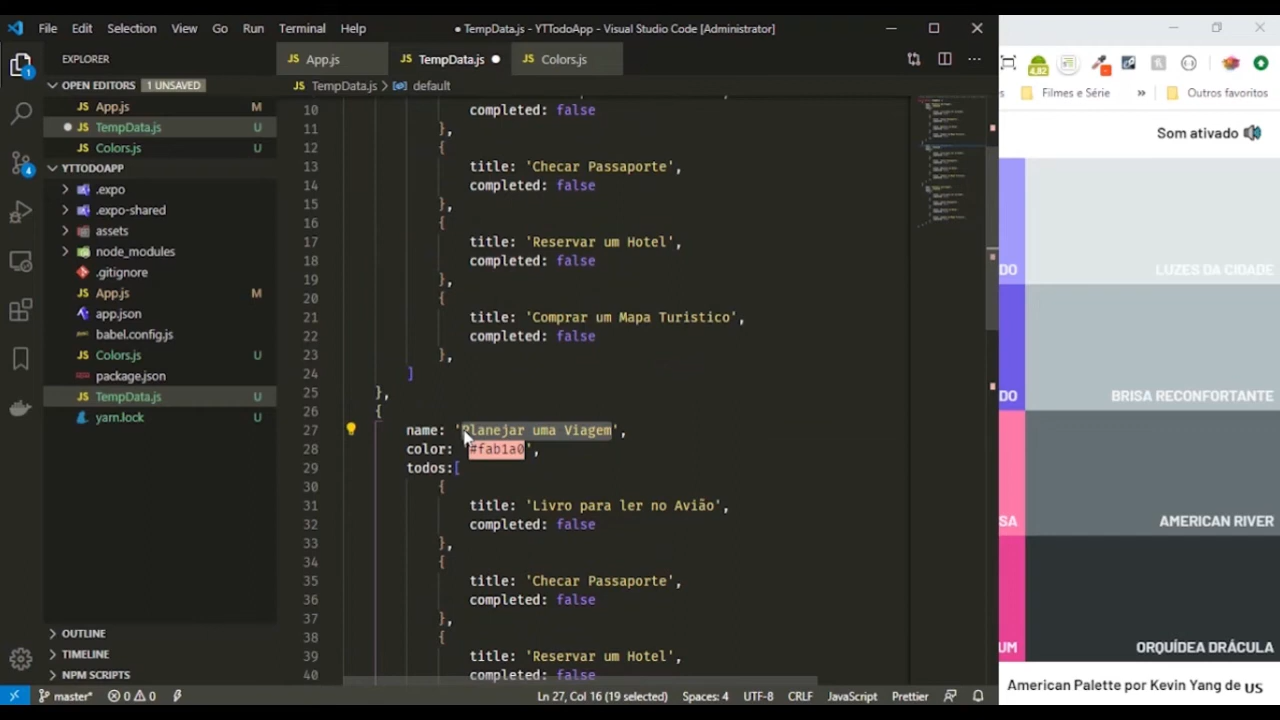 File Edit Selection View Go Run Terminal Help
● TempData.js - YTTodoApp - Visual Studio Code [Administrator]
EXPLORER
OPEN EDITORS 1 UNSAVED
JS App.js M
● JS TempData.js U
JS Colors.js U
YTTODOAPP
.expo
.expo-shared
assets
node_modules
.gitignore
JS App.js M
app.json
babel.config.js
JS Colors.js U
package.json
JS TempData.js U
yarn.lock U
OUTLINE
TIMELINE
NPM SCRIPTS
JS App.js
JS TempData.js ●
JS Colors.js
JS TempData.js > default
10 completed: false
11 },
12 {
13 title: 'Checar Passaporte',
14 completed: false
15 },
16 {
17 title: 'Reservar um Hotel',
18 completed: false
19 },
20 {
21 title: 'Comprar um Mapa Turistico',
22 completed: false
23 },
24 ]
25 },
26 {
27 name: 'Planejar uma Viagem',
28 color: '#fab1a0',
29 todos:[
30 {
31 title: 'Livro para ler no Avião',
32 completed: false
33 },
34 {
35 title: 'Checar Passaporte',
36 completed: false
37 },
38 {
39 title: 'Reservar um Hotel',
40 completed: false
master* 0 0 Ln 27, Col 16 (19 selected) Spaces: 4 UTF-8 CRLF JavaScript Prettier
1
4
4,82
Filmes e Série » Outros favoritos
Som ativado
DO LUZES DA CIDADE
DO BRISA RECONFORTANTE
SA AMERICAN RIVER
UM ORQUÍDEA DRÁCULA
American Palette por Kevin Yang de US